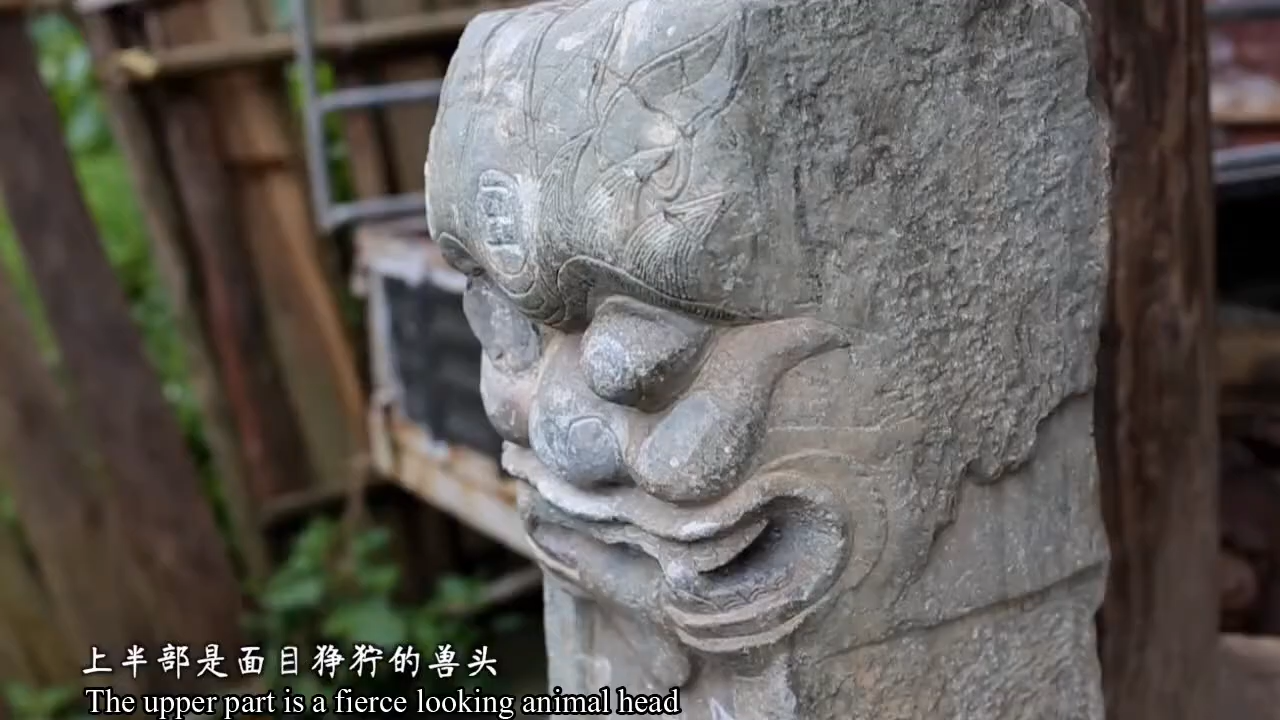 上半部是面目狰狞的兽头
The upper part is a fierce looking animal head